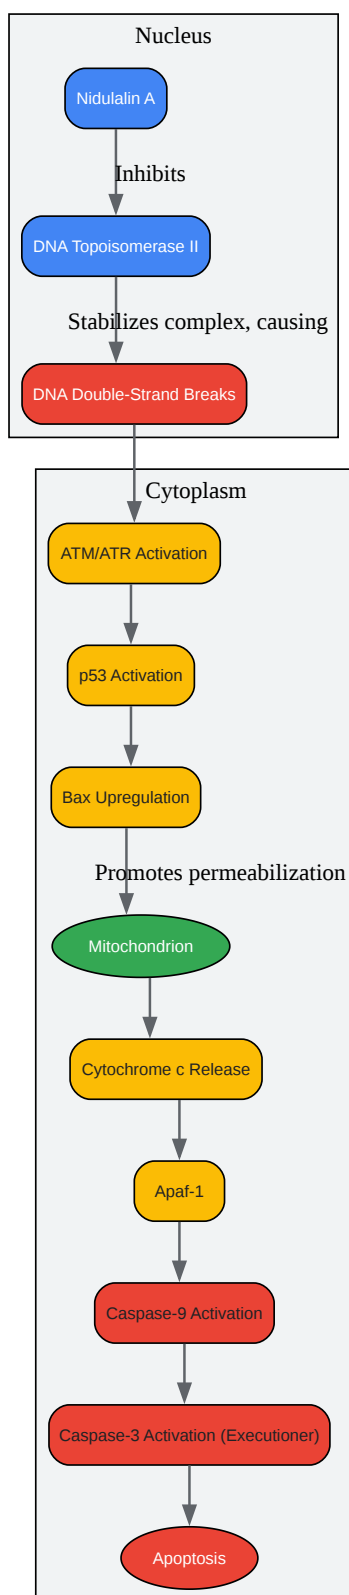 Nucleus
Nidulalin A
Inhibits
DNA Topoisomerase II
Stabilizes complex, causing
DNA Double-Strand Breaks
Cytoplasm
ATM/ATR Activation
p53 Activation
Bax Upregulation
Promotes permeabilization
Mitochondrion
Cytochrome c Release
Apaf-1
Caspase-9 Activation
Caspase-3 Activation (Executioner)
Apoptosis